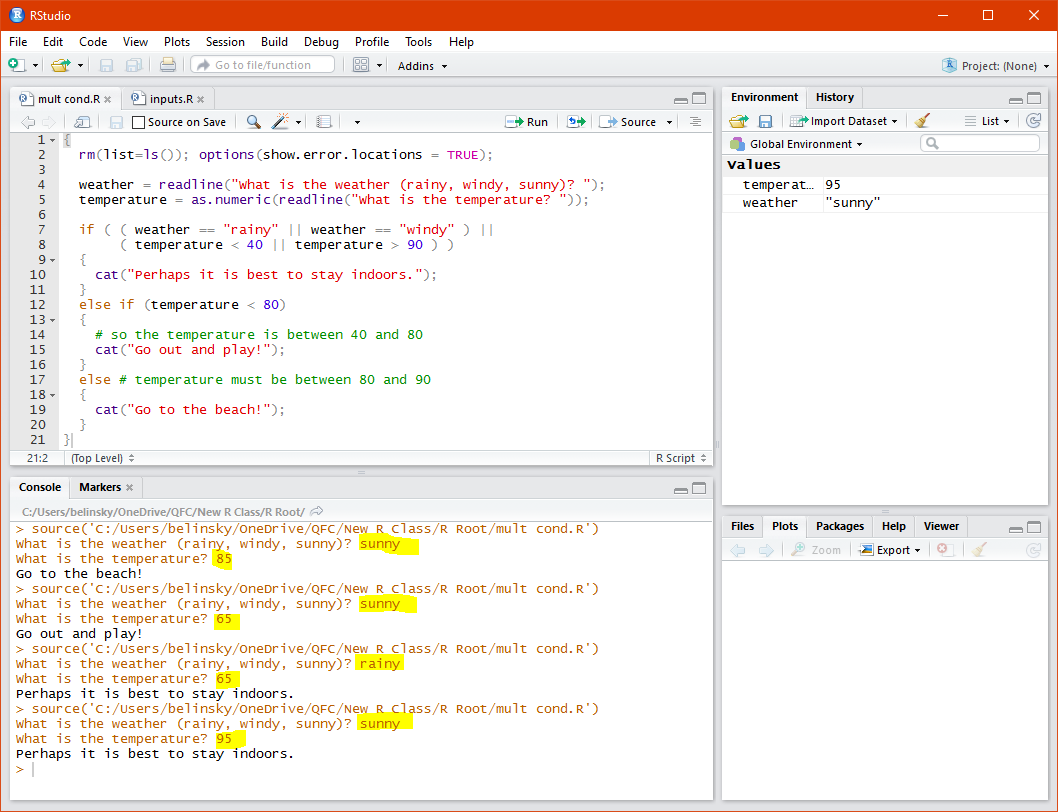 RStudio
File Edit Code View Plots Session Build Debug Profile Tools Help
Go to file/function Addins Project: (None)
mult cond.R inputs.R
Source on Save Run Source
1 {
2 rm(list=ls()); options(show.error.locations = TRUE);
3
4 weather = readline("What is the weather (rainy, windy, sunny)? ");
5 temperature = as.numeric(readline("What is the temperature? "));
6
7 if ( ( weather == "rainy" || weather == "windy" ) ||
8 ( temperature < 40 || temperature > 90 ) )
9 {
10 cat("Perhaps it is best to stay indoors.");
11 }
12 else if (temperature < 80)
13 {
14 # so the temperature is between 40 and 80
15 cat("Go out and play!");
16 }
17 else # temperature must be between 80 and 90
18 {
19 cat("Go to the beach!");
20 }
21 }
21:2 (Top Level) R Script
Console Markers
C:/Users/belinsky/OneDrive/QFC/New R Class/R Root/
> source('C:/Users/belinsky/OneDrive/QFC/New R Class/R Root/mult cond.R')
What is the weather (rainy, windy, sunny)? sunny
What is the temperature? 85
Go to the beach!
> source('C:/Users/belinsky/OneDrive/QFC/New R Class/R Root/mult cond.R')
What is the weather (rainy, windy, sunny)? sunny
What is the temperature? 65
Go out and play!
> source('C:/Users/belinsky/OneDrive/QFC/New R Class/R Root/mult cond.R')
What is the weather (rainy, windy, sunny)? rainy
What is the temperature? 65
Perhaps it is best to stay indoors.
> source('C:/Users/belinsky/OneDrive/QFC/New R Class/R Root/mult cond.R')
What is the weather (rainy, windy, sunny)? sunny
What is the temperature? 95
Perhaps it is best to stay indoors.
>
Environment History
Import Dataset List
Global Environment
Values
temperat... 95
weather "sunny"
Files Plots Packages Help Viewer
Zoom Export